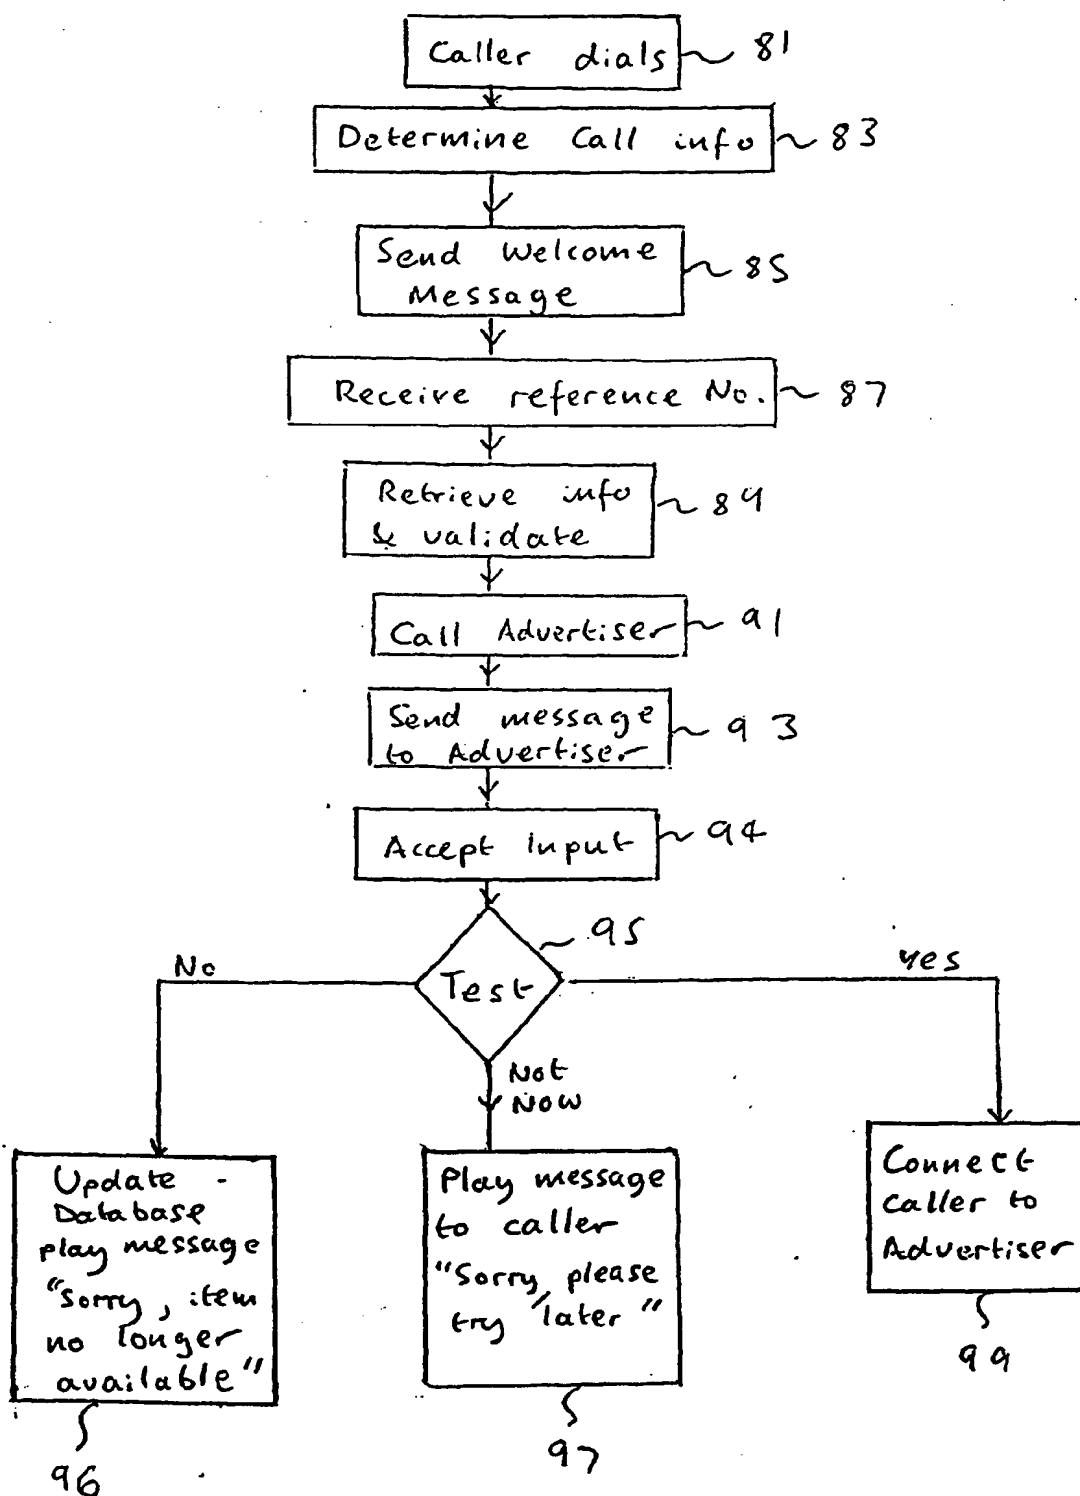 Caller dials
81
Determine Call info
83
Send Welcome
Message
85
Receive reference No.
87
Retrieve info
& validate
89
Call Advertiser
91
Send message
to Advertiser
93
Accept Input
94
Test
95
No
Not
Now
Yes
Update -
Database
play message
"Sorry, item
no longer
available"
96
Play message
to caller
"Sorry, please
try later"
97
Connect
Caller to
Advertiser
99